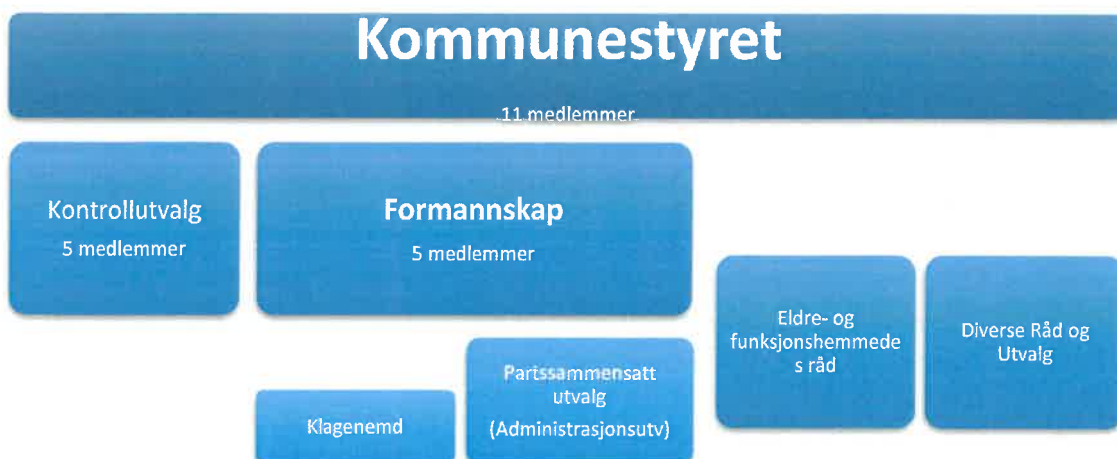 Kommunestyret
11 medlemmer
Kontrollutvalg
5 medlemmer
Formannskap
5 medlemmer
Eldre- og
funksjonshemmede
s råd
Diverse Råd og
Utvalg
Klagenemd
Partssammensatt
utvalg
(Administrasjonsutv)